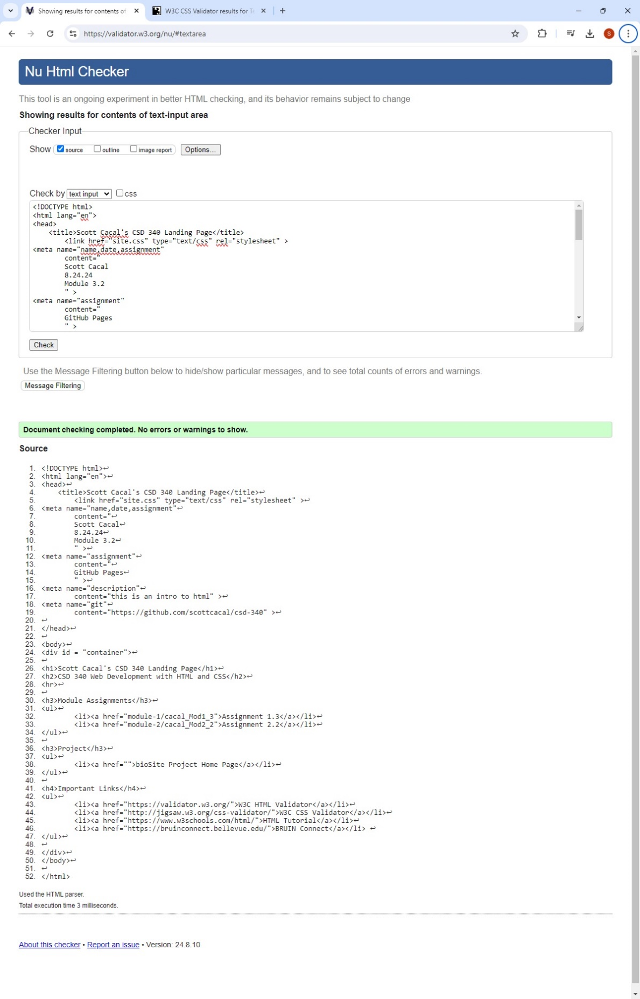 Showing results for contents of
W3C CSS Validator results for Te
https://validator.w3.org/nu/#textarea
S
Nu Html Checker
This tool is an ongoing experiment in better HTML checking, and its behavior remains subject to change
Showing results for contents of text-input area
Checker Input
Show source outline image report Options...
Check by text input css
<!DOCTYPE html>
<html lang="en">
<head>
    <title>Scott Cacal's CSD 340 Landing Page</title>
        <link href="site.css" type="text/css" rel="stylesheet" >
<meta name="name,date,assignment"
        content="
        Scott Cacal
        8.24.24
        Module 3.2
        " >
<meta name="assignment"
        content="
        GitHub Pages
        " >
Check
Use the Message Filtering button below to hide/show particular messages, and to see total counts of errors and warnings.
Message Filtering
Document checking completed. No errors or warnings to show.
Source
1. <!DOCTYPE html>↩
2. <html lang="en">↩
3. <head>↩
4.     <title>Scott Cacal's CSD 340 Landing Page</title>↩
5.         <link href="site.css" type="text/css" rel="stylesheet" >↩
6. <meta name="name,date,assignment"↩
7.         content="↩
8.         Scott Cacal↩
9.         8.24.24↩
10.         Module 3.2↩
11.         " >↩
12. <meta name="assignment"↩
13.         content="↩
14.         GitHub Pages↩
15.         " >↩
16. <meta name="description"↩
17.         content="this is an intro to html" >↩
18. <meta name="git"↩
19.         content="https://github.com/scottcacal/csd-340" >↩
20. ↩
21. </head>↩
22. ↩
23. <body>↩
24. <div id = "container">↩
25. ↩
26. <h1>Scott Cacal's CSD 340 Landing Page</h1>↩
27. <h2>CSD 340 Web Development with HTML and CSS</h2>↩
28. <hr>↩
29. ↩
30. <h3>Module Assignments</h3>↩
31. <ul>↩
32.         <li><a href="module-1/cacal_Mod1_3">Assignment 1.3</a></li>↩
33.         <li><a href="module-2/cacal_Mod2_2">Assignment 2.2</a></li>↩
34. </ul>↩
35. ↩
36. <h3>Project</h3>↩
37. <ul>↩
38.         <li><a href="">bioSite Project Home Page</a></li>↩
39. </ul>↩
40. ↩
41. <h4>Important Links</h4>↩
42. <ul>↩
43.         <li><a href="https://validator.w3.org/">W3C HTML Validator</a></li>↩
44.         <li><a href="http://jigsaw.w3.org/css-validator/">W3C CSS Validator</a></li>↩
45.         <li><a href="https://www.w3schools.com/html/">HTML Tutorial</a></li>↩
46.         <li><a href="https://bruinconnect.bellevue.edu/">BRUIN Connect</a></li> ↩
47. </ul>↩
48. ↩
49. </div>↩
50. </body>↩
51. ↩
52. </html>
Used the HTML parser.
Total execution time 3 milliseconds.
About this checker • Report an issue • Version: 24.8.10